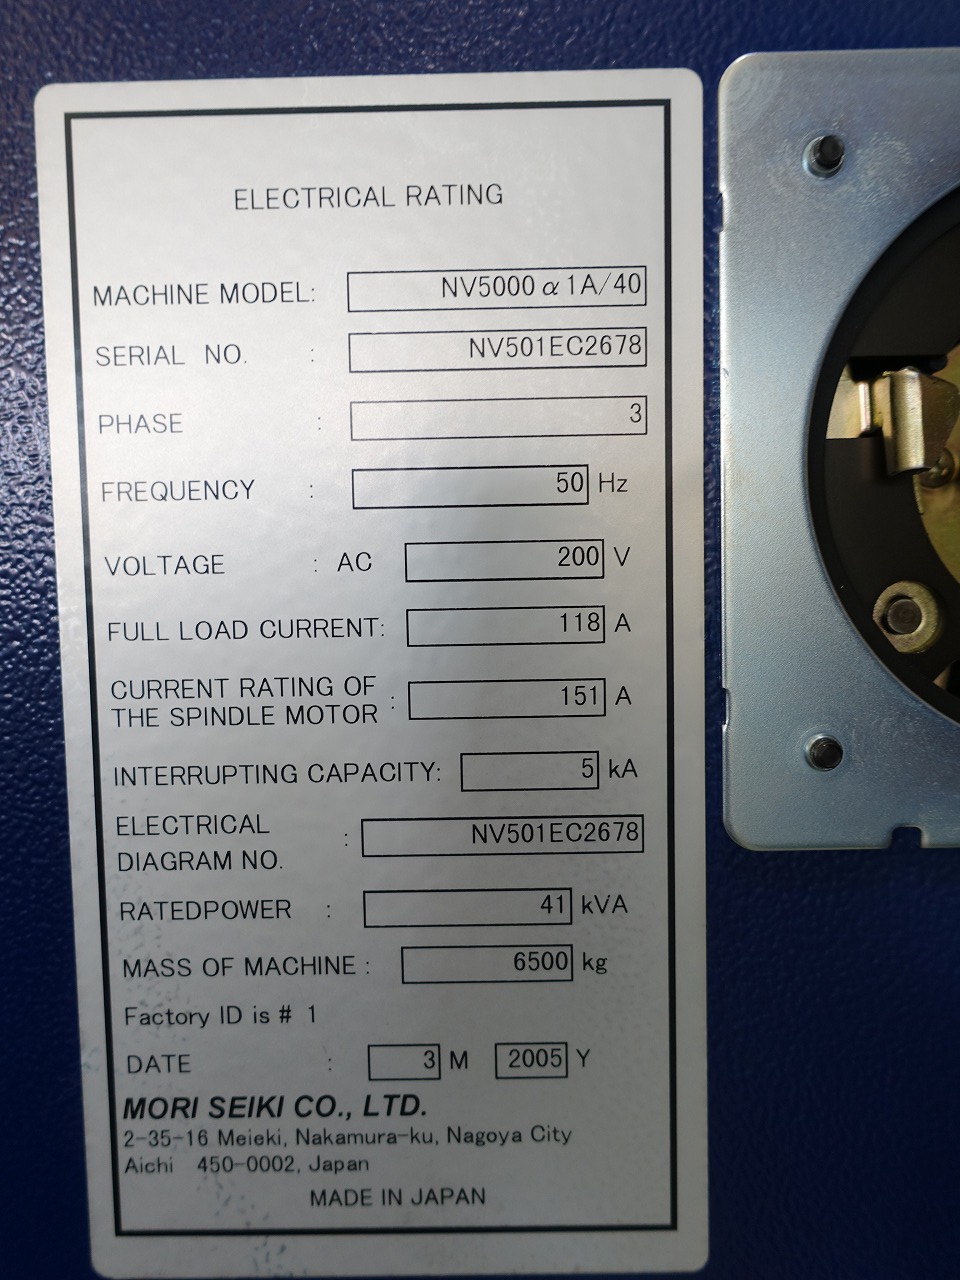 ELECTRICAL RATING
MACHINE MODEL: NV5000 α 1A/40
SERIAL NO. : NV501EC2678
PHASE : 3
FREQUENCY : 50 Hz
VOLTAGE : AC 200 V
FULL LOAD CURRENT: 118 A
CURRENT RATING OF
THE SPINDLE MOTOR : 151 A
INTERRUPTING CAPACITY: 5 kA
ELECTRICAL
DIAGRAM NO. : NV501EC2678
RATEDPOWER : 41 kVA
MASS OF MACHINE : 6500 kg
Factory ID is # 1
DATE : 3 M 2005 Y
MORI SEIKI CO., LTD.
2-35-16 Meieki, Nakamura-ku, Nagoya City
Aichi 450-0002, Japan
MADE IN JAPAN